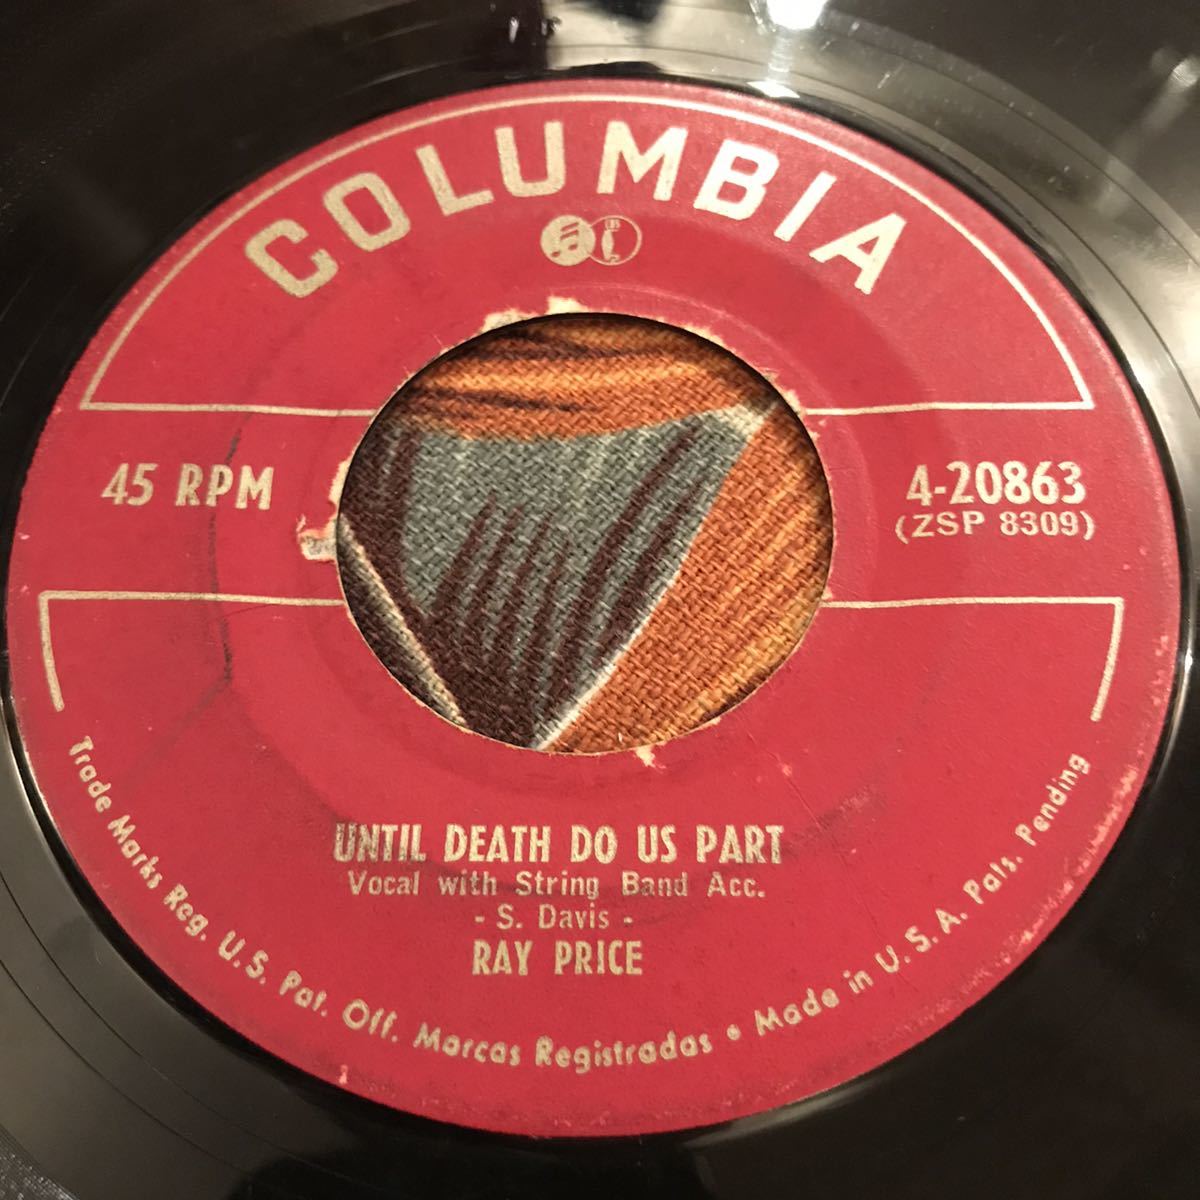 COLUMBIA
45 RPM
4-20863
(ZSP 8309)
UNTIL DEATH DO US PART
Vocal with String Band Acc.
- S. Davis -
RAY PRICE
Trade Marks Reg. U.S. Pat. Off. Marcas Registradas • Made in U.S.A. Pats. Pending